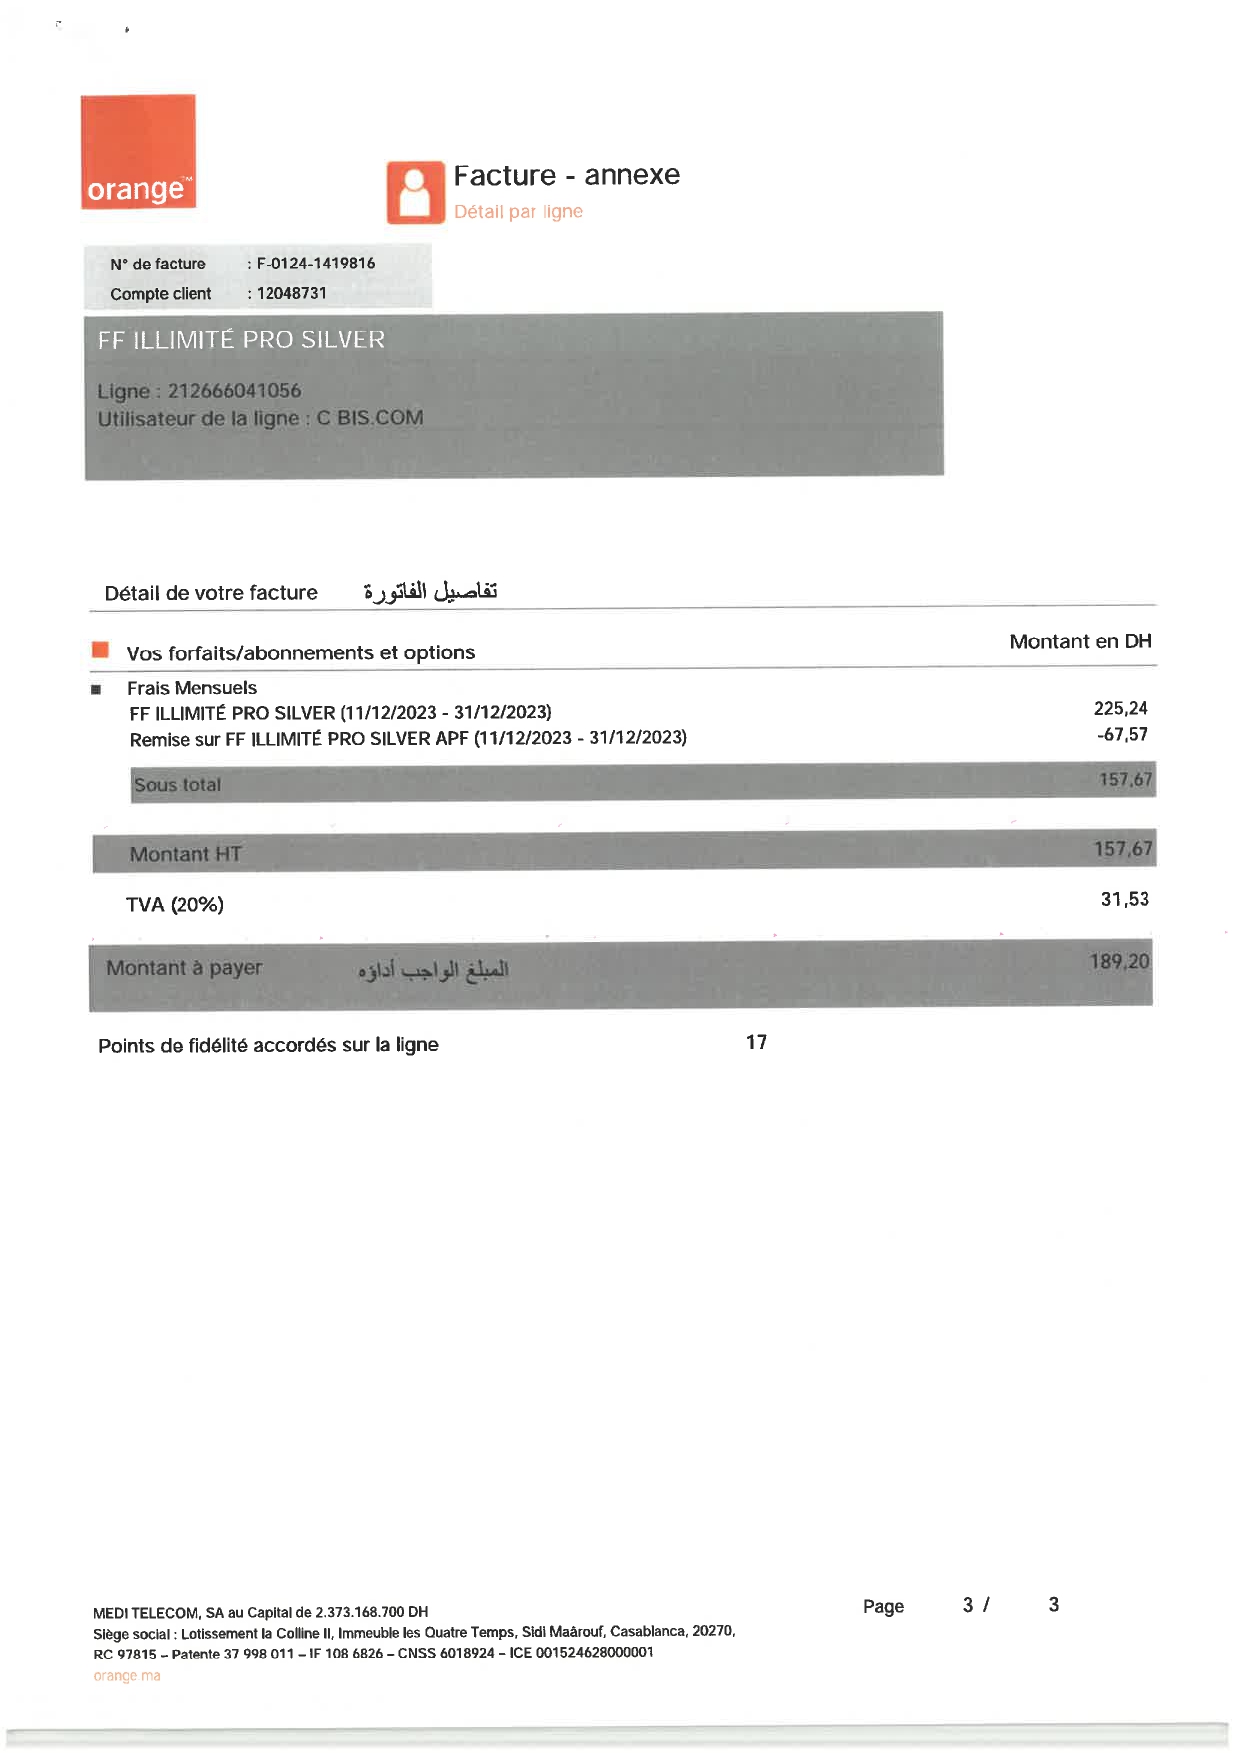 orange™
Facture - annexe
Détail par ligne
N° de facture : F-0124-1419816
Compte client : 12048731
FF ILLIMITÉ PRO SILVER
Ligne : 212666041056
Utilisateur de la ligne : C BIS.COM
Détail de votre facture تفاصيل الفاتورة
Vos forfaits/abonnements et options Montant en DH
Frais Mensuels
FF ILLIMITÉ PRO SILVER (11/12/2023 - 31/12/2023) 225,24
Remise sur FF ILLIMITÉ PRO SILVER APF (11/12/2023 - 31/12/2023) -67,57
Sous total 157,67
Montant HT 157,67
TVA (20%) 31,53
Montant à payer المبلغ الواجب أداؤه 189,20
Points de fidélité accordés sur la ligne 17
MEDI TELECOM, SA au Capital de 2.373.168.700 DH
Siège social : Lotissement la Colline II, Immeuble les Quatre Temps, Sidi Maârouf, Casablanca, 20270,
RC 97815 – Patente 37 998 011 – IF 108 6826 – CNSS 6018924 – ICE 001524628000001
orange ma
Page 3 / 3